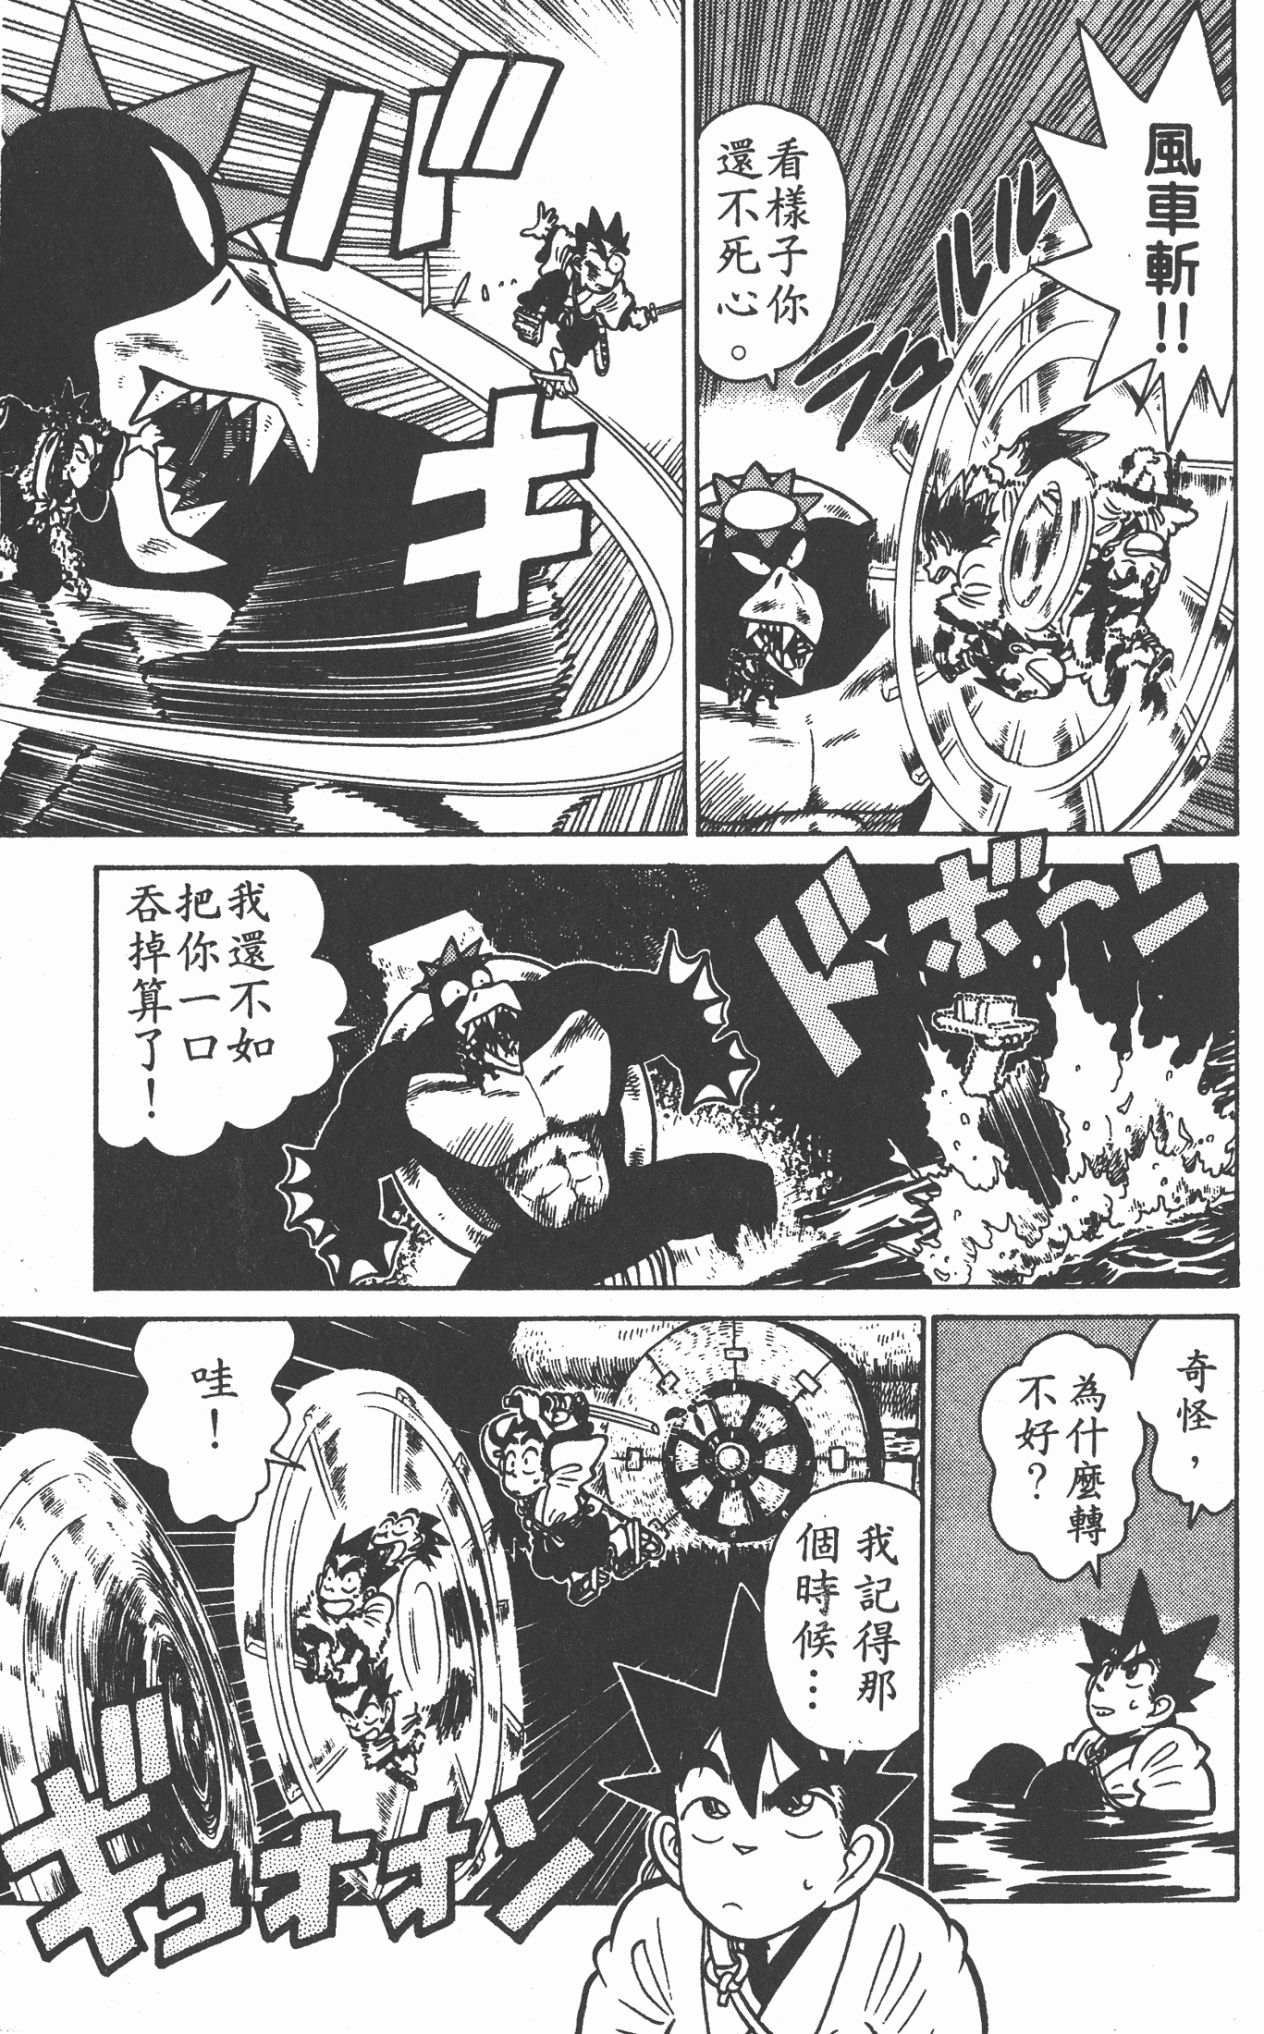 風車斬!!
看樣子你
還不死心。
ブルルル
バキ
ドボーン
我還不如
把你一口
吞掉算了！
奇怪，
為什麼轉
不好？
我記得那
個時候…
哇！
ギュオオン